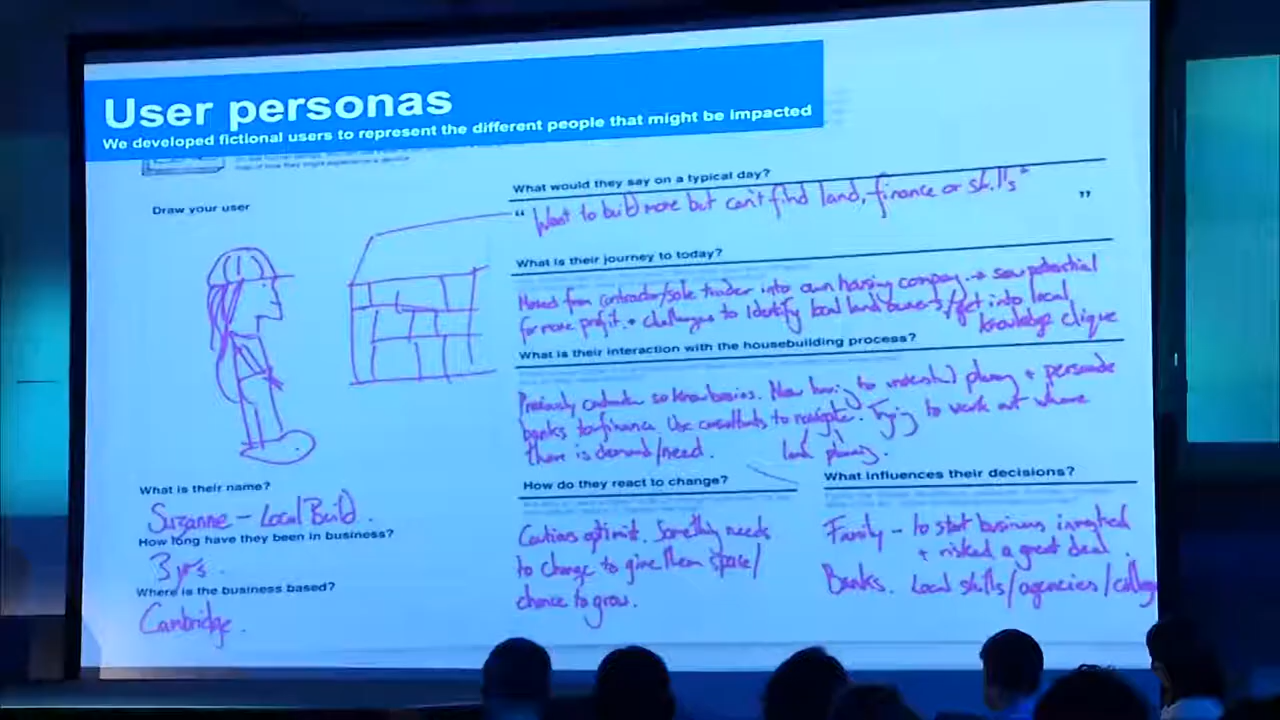 User personas
We developed fictional users to represent the different people that might be impacted
Draw your user
What would they say on a typical day?
“ Want to build more but can't find land, finance or skills” ”
What is their journey to today?
Moved from contractor/sole trader into own housing company. → saw potential
for more profit. + challenges to identify local land owners/get into local
knowledge clique
What is their interaction with the housebuilding process?
Previously contractor so knows basics. Now having to understand planning + persuade
banks to finance. Use consultants to navigate. Trying to work out where
there is demand/need. land planning.
What is their name?
Suzanne - Local Build.
How long have they been in business?
3 yrs.
Where is the business based?
Cambridge.
How do they react to change?
Cautious optimist. Something needs
to change to give them space/
chance to grow.
What influences their decisions?
Family - to start business
+ risked a great deal.
Banks. Local skills/agencies/